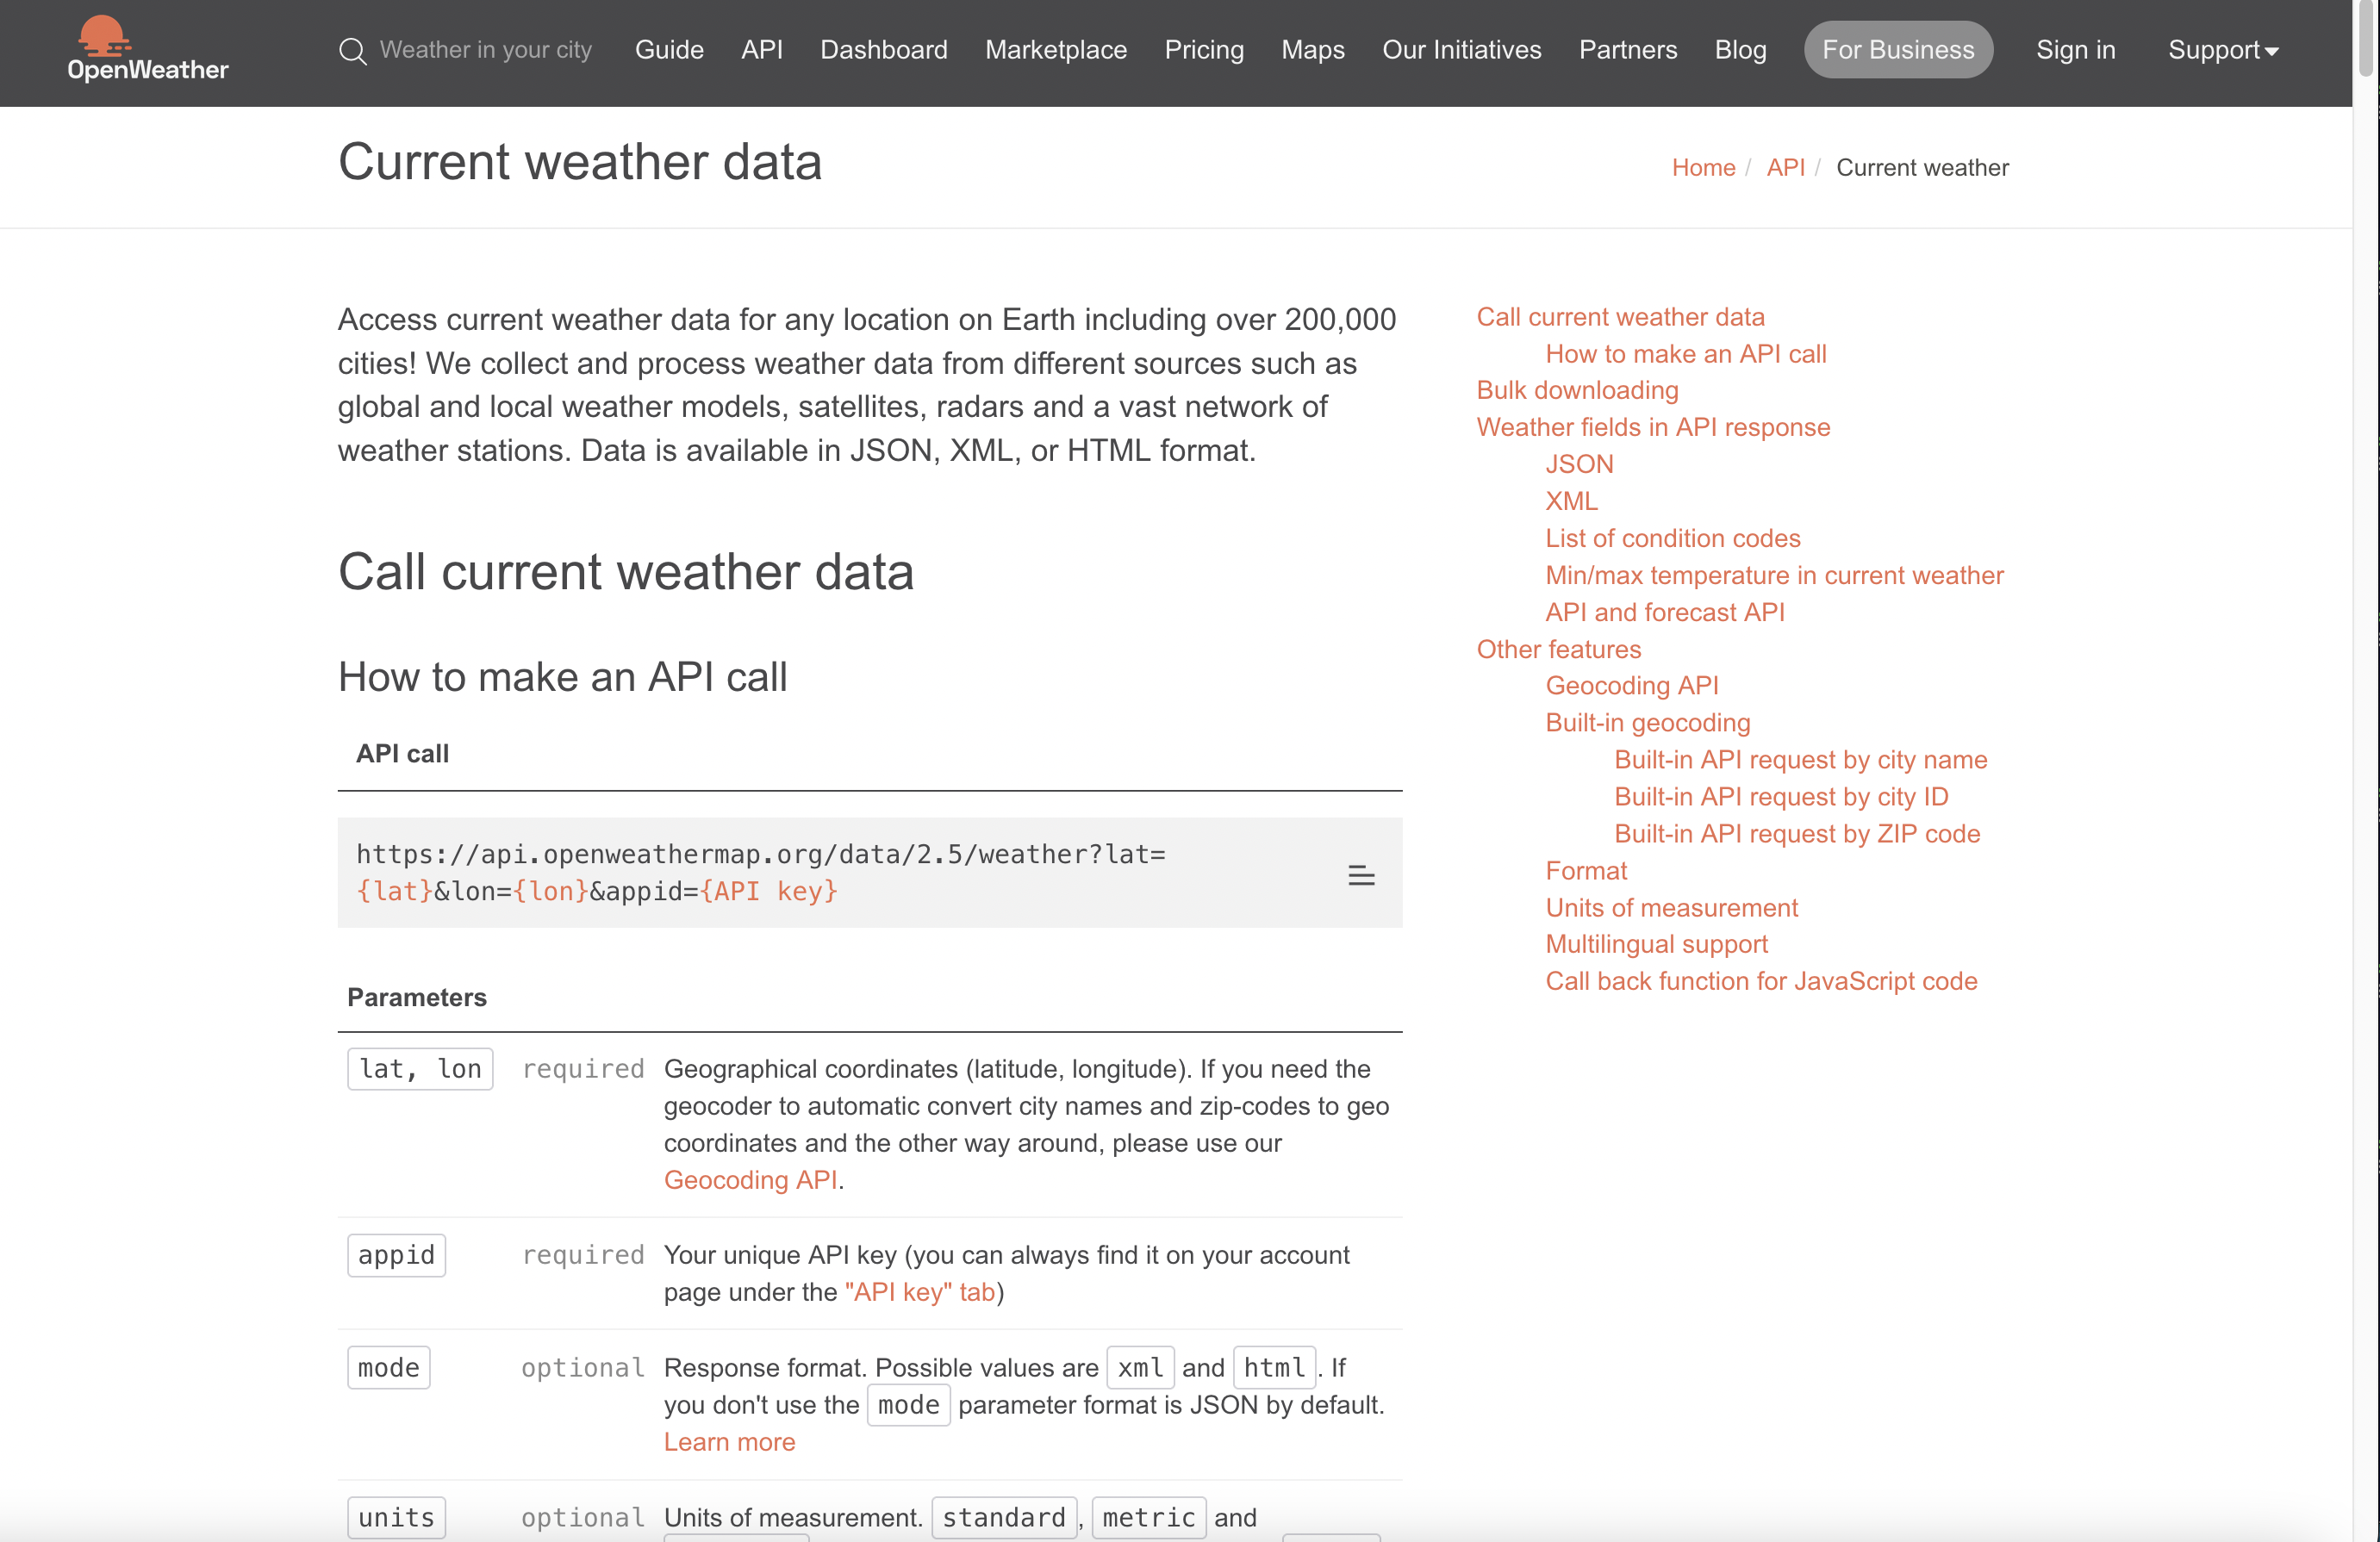 OpenWeather
Weather in your city
Guide
API
Dashboard
Marketplace
Pricing
Maps
Our Initiatives
Partners
Blog
For Business
Sign in
Support
Current weather data
Home / API / Current weather
Access current weather data for any location on Earth including over 200,000
cities! We collect and process weather data from different sources such as
global and local weather models, satellites, radars and a vast network of
weather stations. Data is available in JSON, XML, or HTML format.
Call current weather data
How to make an API call
API call
https://api.openweathermap.org/data/2.5/weather?lat=
{lat}&lon={lon}&appid={API key}
Parameters
lat, lon required Geographical coordinates (latitude, longitude). If you need the
geocoder to automatic convert city names and zip-codes to geo
coordinates and the other way around, please use our
Geocoding API.
appid required Your unique API key (you can always find it on your account
page under the "API key" tab)
mode optional Response format. Possible values are xml and html. If
you don't use the mode parameter format is JSON by default.
Learn more
units optional Units of measurement. standard, metric and
Call current weather data
How to make an API call
Bulk downloading
Weather fields in API response
JSON
XML
List of condition codes
Min/max temperature in current weather
API and forecast API
Other features
Geocoding API
Built-in geocoding
Built-in API request by city name
Built-in API request by city ID
Built-in API request by ZIP code
Format
Units of measurement
Multilingual support
Call back function for JavaScript code